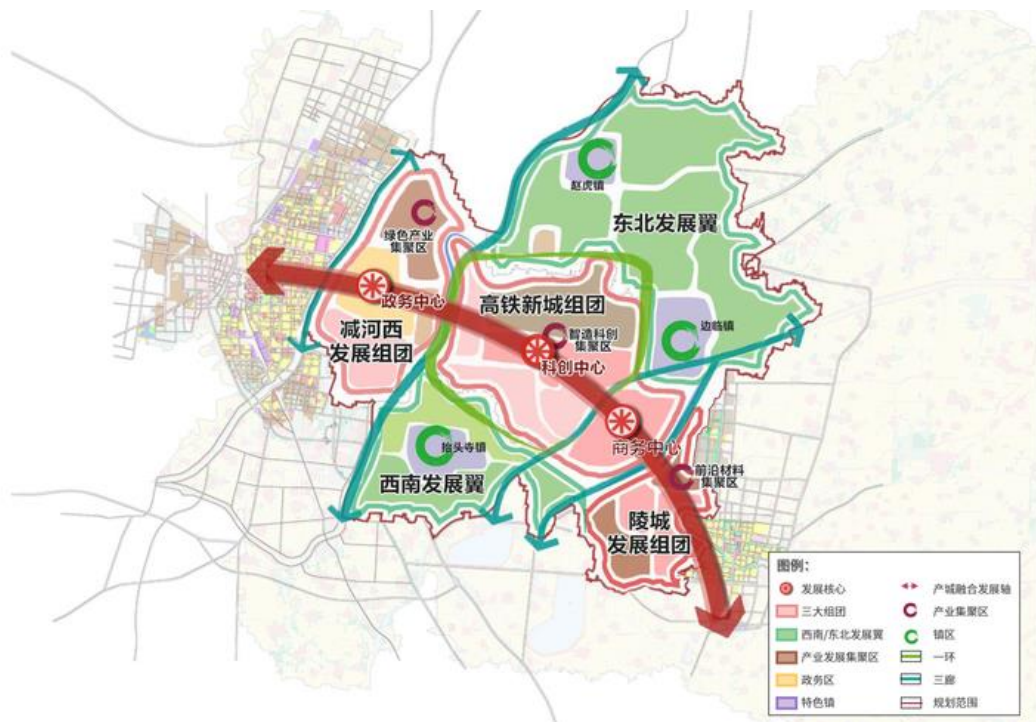 赵虎镇
东北发展翼
绿色产业
集聚区
政务中心
高铁新城组团
边临镇
减河西
发展组团
智造科创
集聚区
科创中心
商务中心
抬头寺镇
西南发展翼
前沿材料
集聚区
陵城
发展组团
图例：
发展核心
产城融合发展轴
三大组团
产业集聚区
西南/东北发展翼
镇区
产业发展集聚区
一环
政务区
三廊
特色镇
规划范围